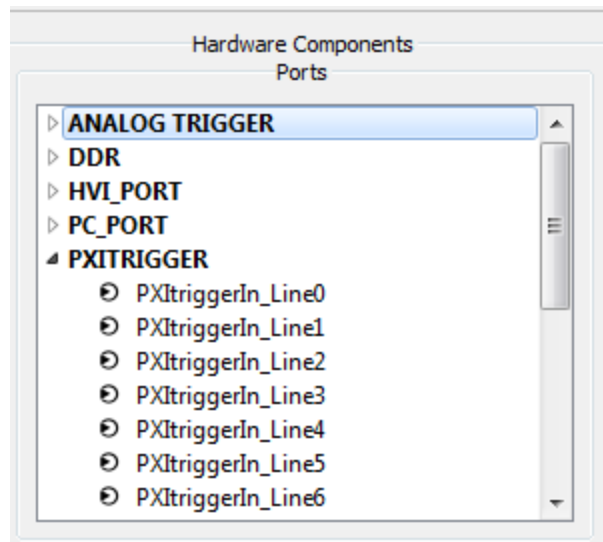 Hardware Components
Ports
ANALOG TRIGGER
DDR
HVI_PORT
PC_PORT
PXITRIGGER
PXItriggerIn_Line0
PXItriggerIn_Line1
PXItriggerIn_Line2
PXItriggerIn_Line3
PXItriggerIn_Line4
PXItriggerIn_Line5
PXItriggerIn_Line6